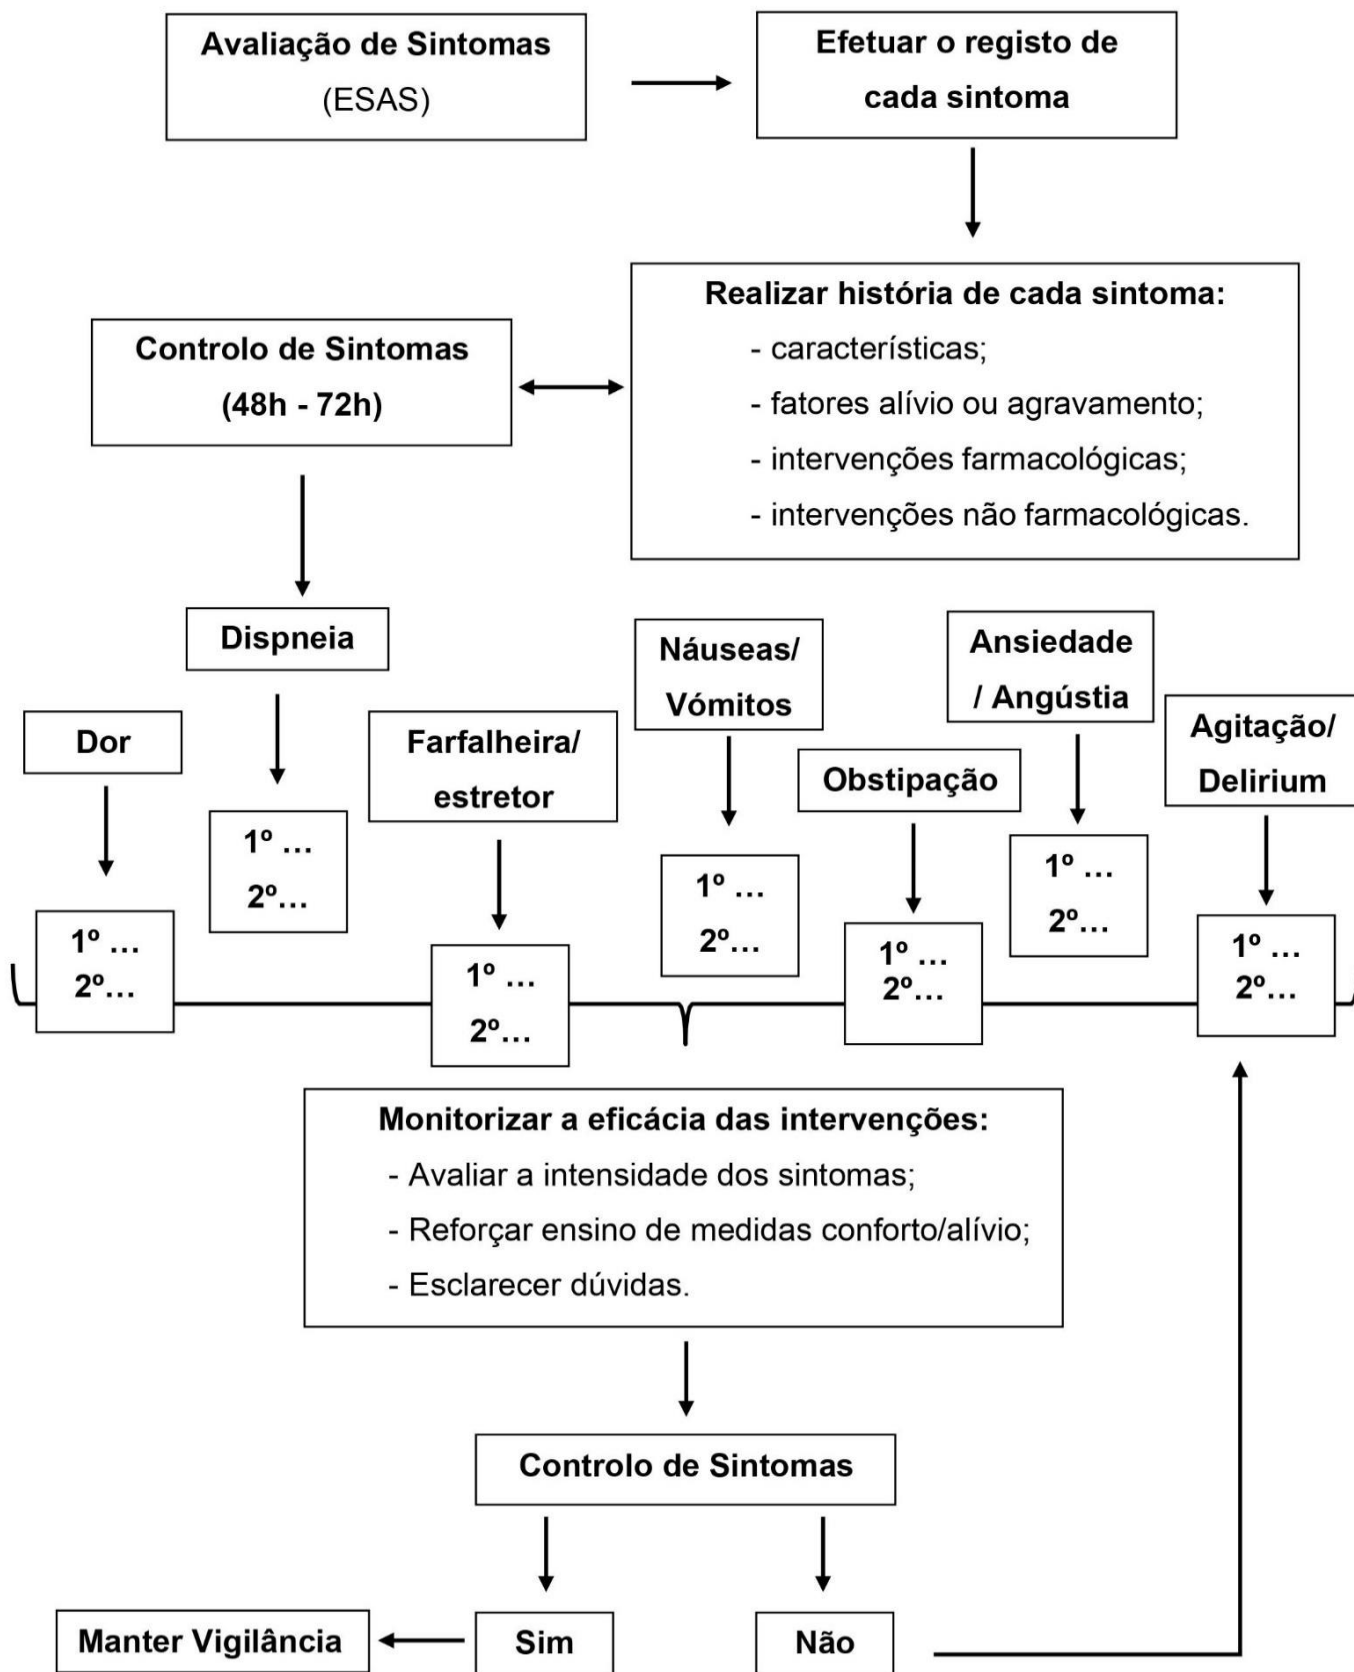 Avaliação de Sintomas
(ESAS)
Efetuar o registo de
cada sintoma
Realizar história de cada sintoma:
- características;
- fatores alívio ou agravamento;
- intervenções farmacológicas;
- intervenções não farmacológicas.
Controlo de Sintomas
(48h - 72h)
Dor
1º ...
2º...
Dispneia
1º ...
2º...
Farfalheira/
estretor
1º ...
2º...
Náuseas/
Vómitos
1º ...
2º...
Obstipação
1º ...
2º...
Ansiedade
/ Angústia
1º ...
2º...
Agitação/
Delirium
1º ...
2º...
Monitorizar a eficácia das intervenções:
- Avaliar a intensidade dos sintomas;
- Reforçar ensino de medidas conforto/alívio;
- Esclarecer dúvidas.
Controlo de Sintomas
Manter Vigilância
Sim
Não